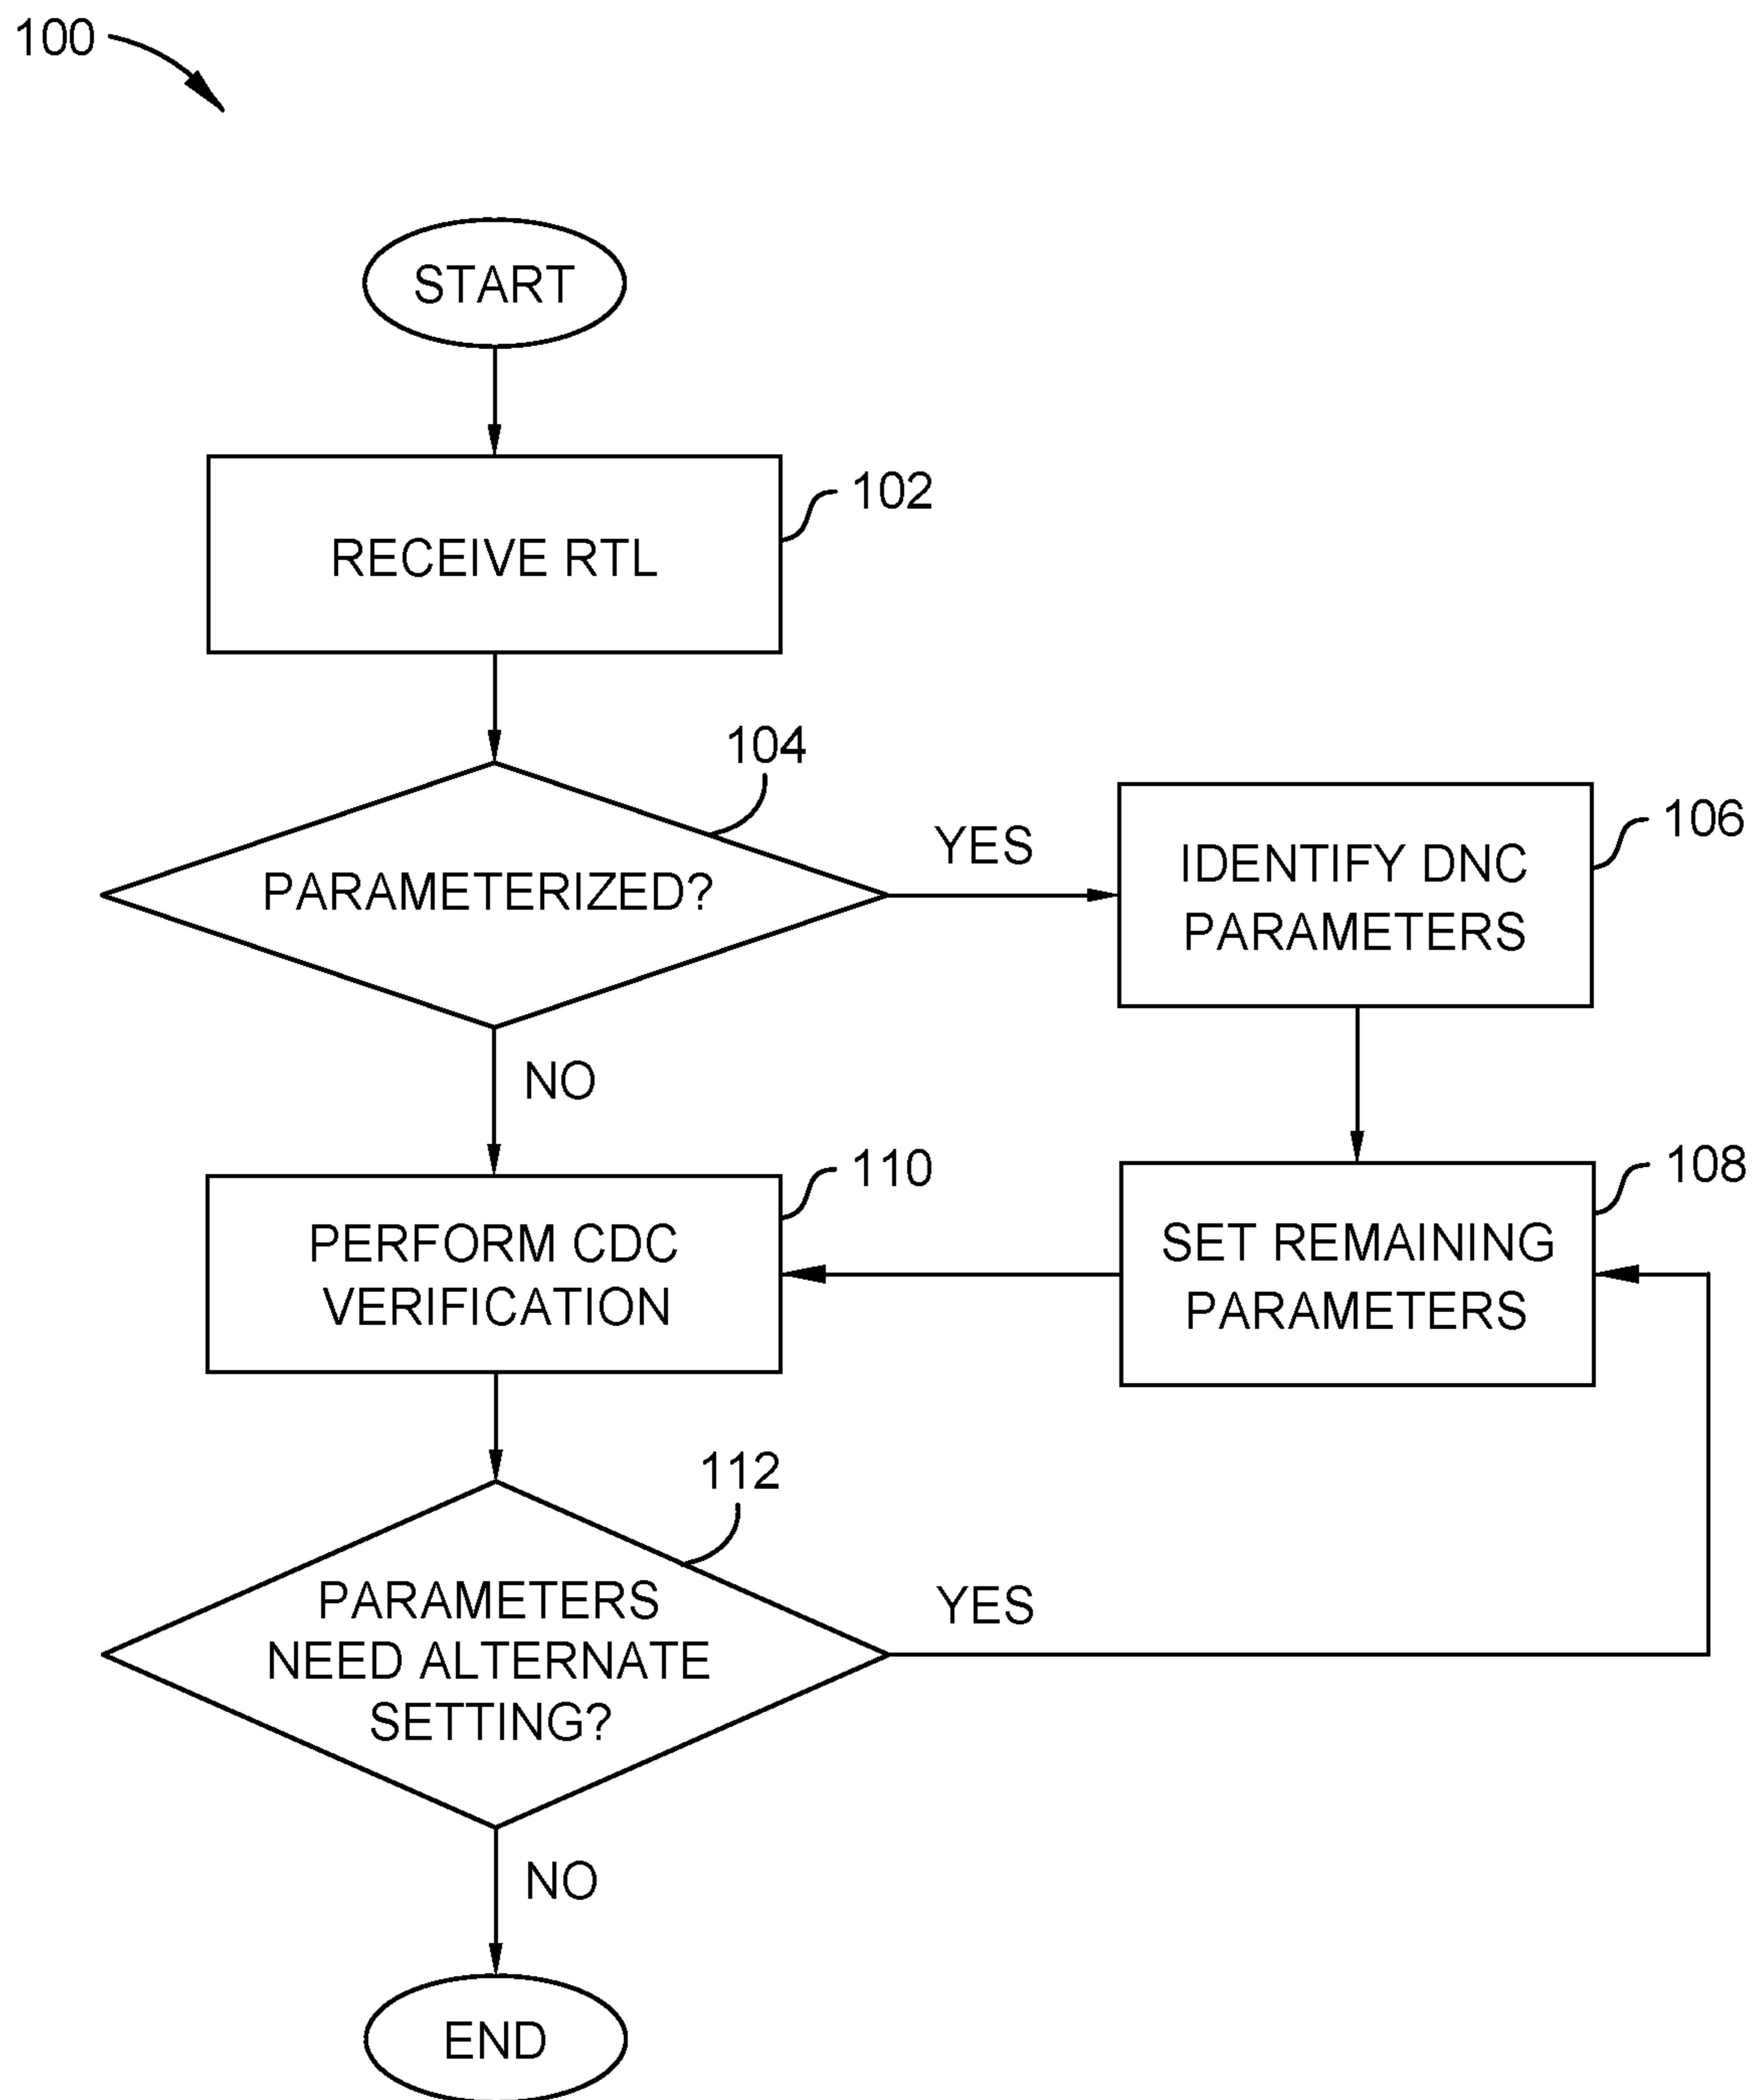 100
START
102
RECEIVE RTL
104
PARAMETERIZED?
YES
106
IDENTIFY DNC
PARAMETERS
NO
110
PERFORM CDC
VERIFICATION
108
SET REMAINING
PARAMETERS
112
PARAMETERS
NEED ALTERNATE
SETTING?
YES
NO
END